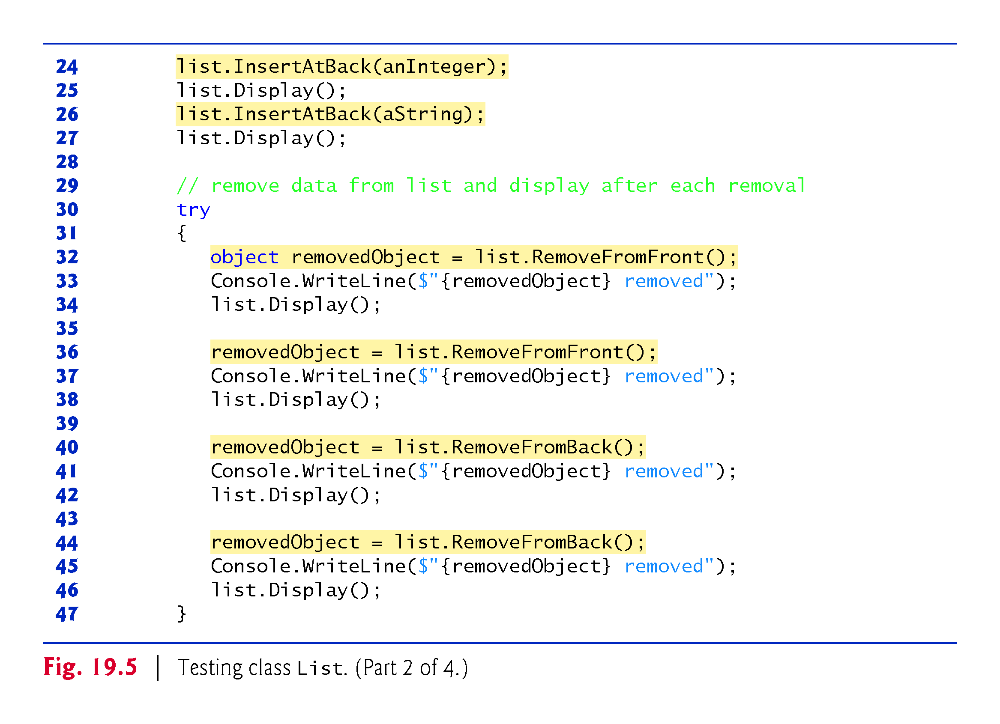 24 list.InsertAtBack(anInteger);
25 list.Display();
26 list.InsertAtBack(aString);
27 list.Display();
28
29 // remove data from list and display after each removal
30 try
31 {
32 object removedObject = list.RemoveFromFront();
33 Console.WriteLine($"{removedObject} removed");
34 list.Display();
35
36 removedObject = list.RemoveFromFront();
37 Console.WriteLine($"{removedObject} removed");
38 list.Display();
39
40 removedObject = list.RemoveFromBack();
41 Console.WriteLine($"{removedObject} removed");
42 list.Display();
43
44 removedObject = list.RemoveFromBack();
45 Console.WriteLine($"{removedObject} removed");
46 list.Display();
47 }
Fig. 19.5 | Testing class List. (Part 2 of 4.)